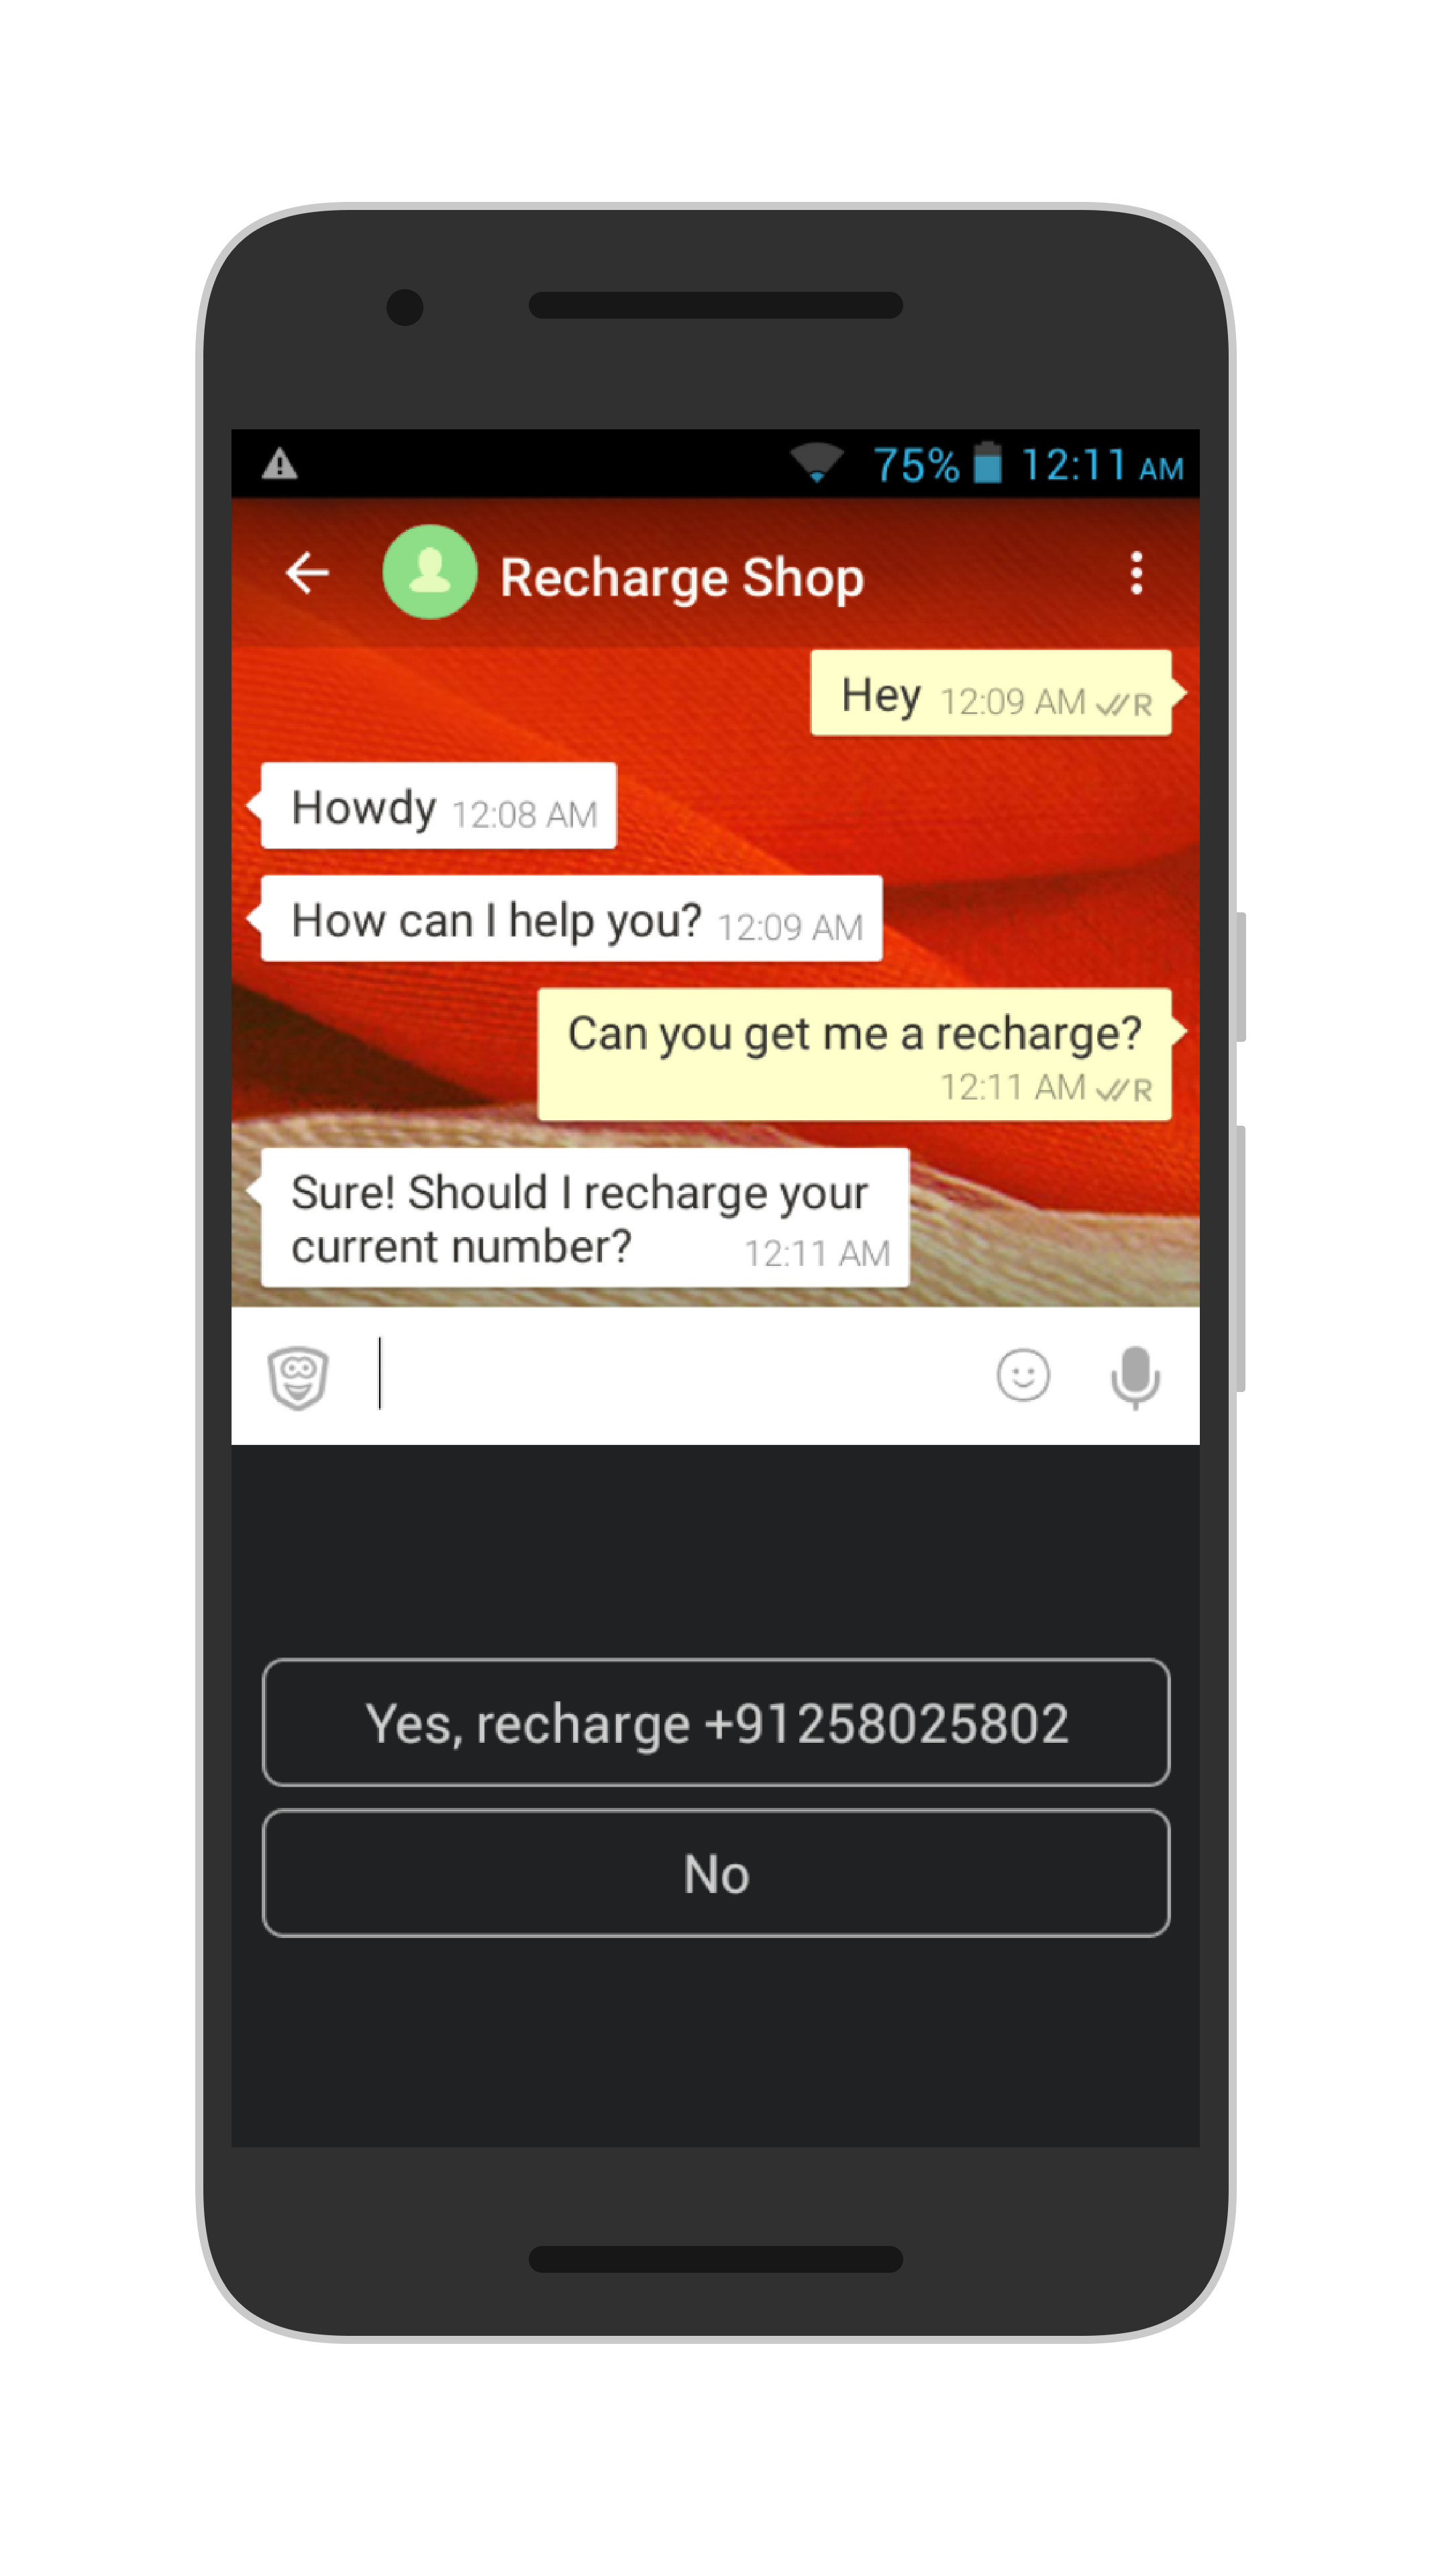 75% 12:11 AM
Recharge Shop
Hey 12:09 AM R
Howdy 12:08 AM
How can I help you? 12:09 AM
Can you get me a recharge?
12:11 AM R
Sure! Should I recharge your
current number? 12:11 AM
Yes, recharge +91258025802
No